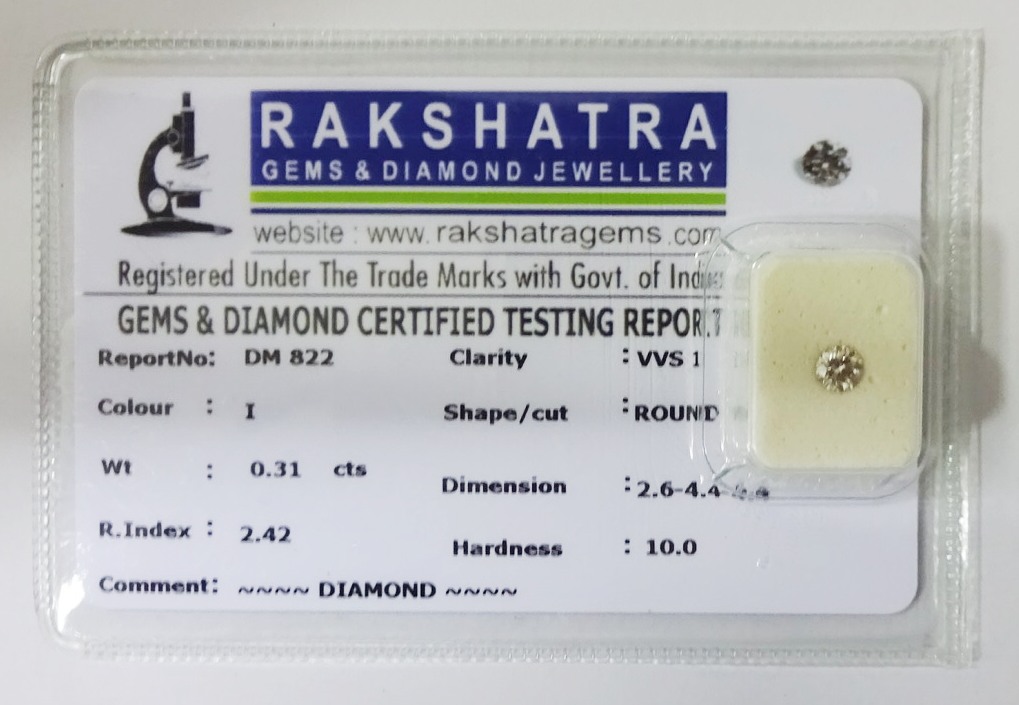 RAKSHATRA
GEMS & DIAMOND JEWELLERY
website : www.rakshatragems.com
Registered Under The Trade Marks with Govt. of
GEMS & DIAMOND CERTIFIED TESTING REPORT
ReportNo: DM 822 Clarity : VVS 1
Colour : I Shape/cut : ROUND
Wt : 0.31 cts Dimension : 2.6-4.4-
R.Index : 2.42 Hardness : 10.0
Comment: ~~~~ DIAMOND ~~~~